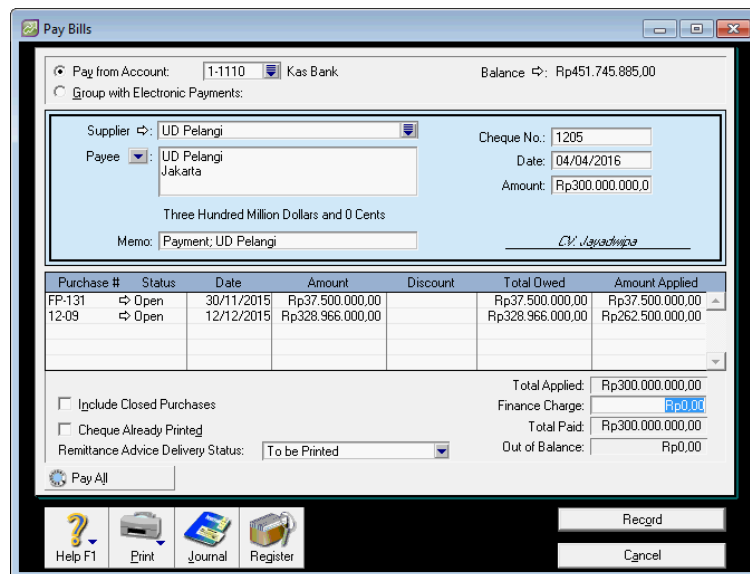 Pay Bills
Pay from Account: 1-1110 Kas Bank Balance ⇨: Rp451.745.885,00
Group with Electronic Payments:
Supplier ⇨: UD Pelangi
Cheque No.: 1205
Payee : UD Pelangi
Jakarta
Date: 04/04/2016
Amount: Rp300.000.000,0
Three Hundred Million Dollars and 0 Cents
Memo: Payment; UD Pelangi
CV. Jayadwipa
Purchase # Status Date Amount Discount Total Owed Amount Applied
FP-131 ⇨ Open 30/11/2015 Rp37.500.000,00 Rp37.500.000,00 Rp37.500.000,00
12-09 ⇨ Open 12/12/2015 Rp328.966.000,00 Rp328.966.000,00 Rp262.500.000,00
Total Applied: Rp300.000.000,00
Include Closed Purchases
Finance Charge: Rp0,00
Cheque Already Printed
Total Paid: Rp300.000.000,00
Remittance Advice Delivery Status: To be Printed
Out of Balance: Rp0,00
Pay All
Help F1 Print Journal Register
Record
Cancel